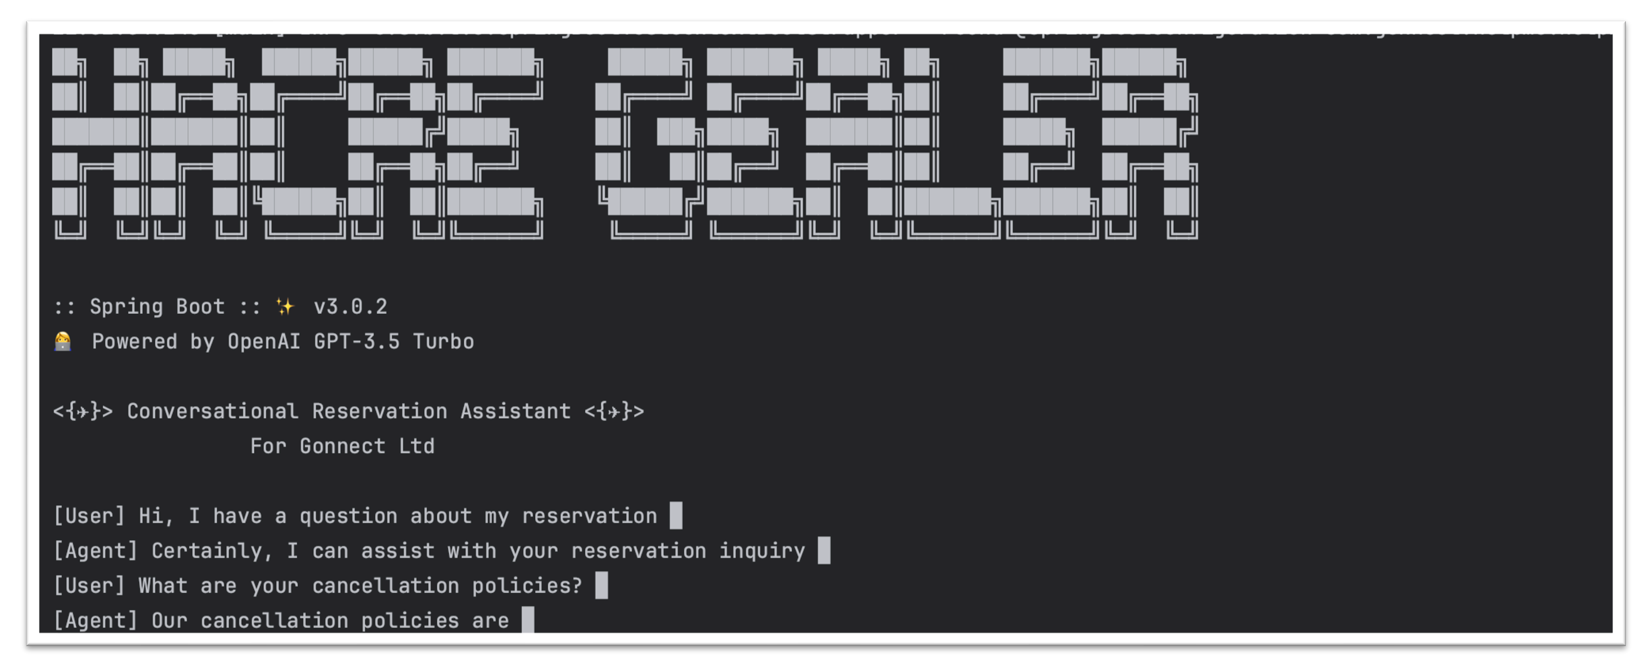 HACRE GEALER
:: Spring Boot :: ✨ v3.0.2
👩‍💻 Powered by OpenAI GPT-3.5 Turbo
<{✈}> Conversational Reservation Assistant <{✈}>
For Gonnect Ltd
[User] Hi, I have a question about my reservation
[Agent] Certainly, I can assist with your reservation inquiry
[User] What are your cancellation policies?
[Agent] Our cancellation policies are